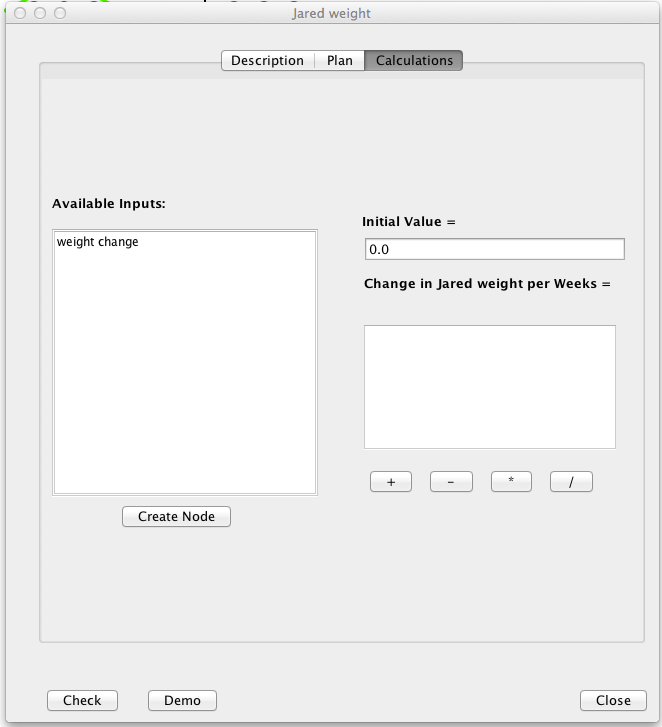 Jared weight
Description Plan Calculations
Available Inputs:
weight change
Initial Value =
0.0
Change in Jared weight per Weeks =
+ - * /
Create Node
Check Demo Close